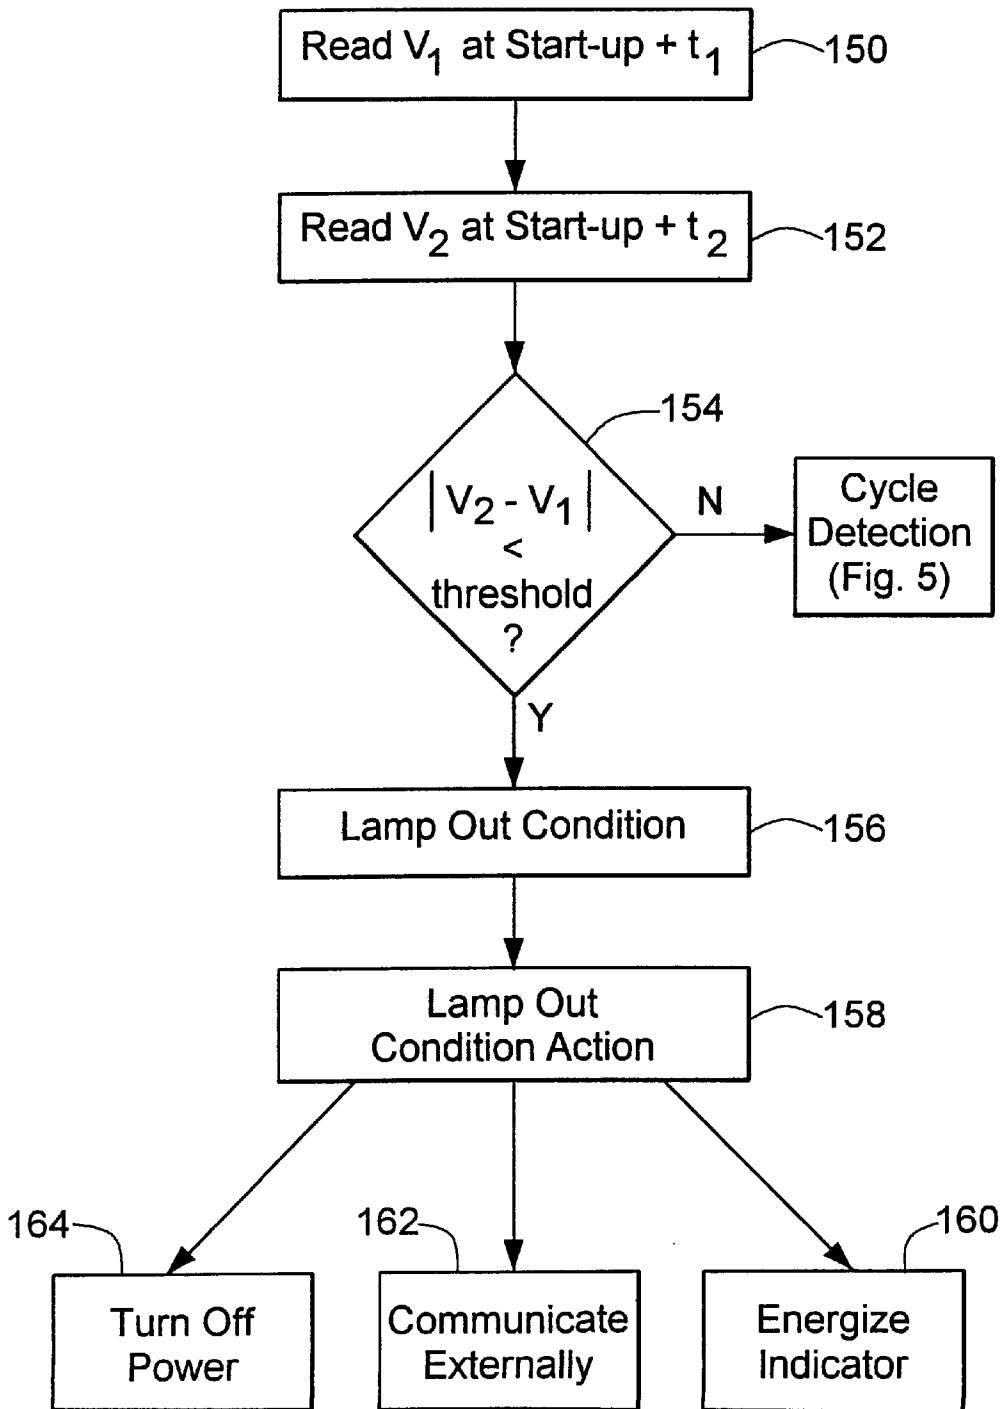 Read V1 at Start-up + t1
150
Read V2 at Start-up + t2
152
154
| V2 - V1 |
<
threshold
?
N
Cycle
Detection
(Fig. 5)
Y
Lamp Out Condition
156
Lamp Out
Condition Action
158
164
162
160
Turn Off
Power
Communicate
Externally
Energize
Indicator